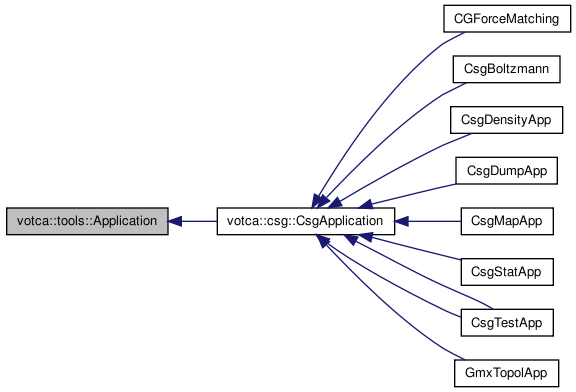 CGForceMatching
CsgBoltzmann
CsgDensityApp
CsgDumpApp
votca::tools::Application
votca::csg::CsgApplication
CsgMapApp
CsgStatApp
CsgTestApp
GmxTopolApp